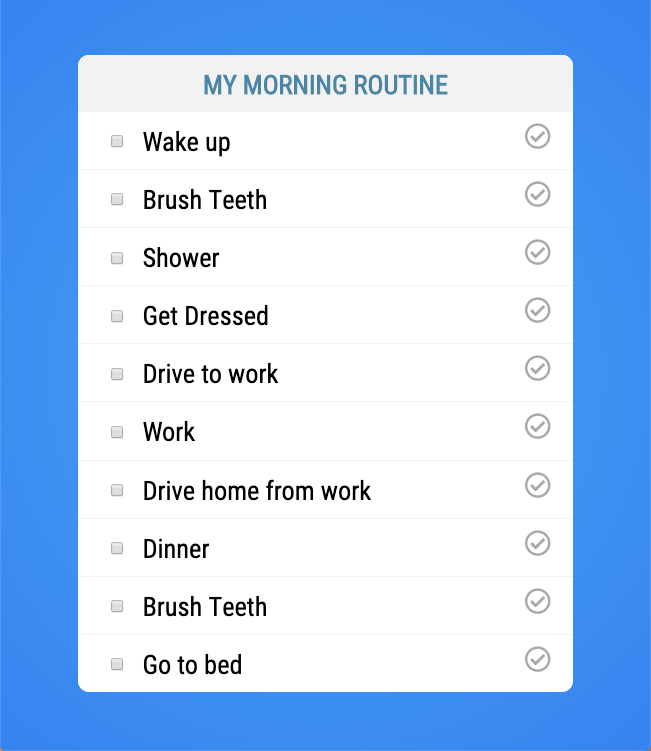 MY MORNING ROUTINE
Wake up
Brush Teeth
Shower
Get Dressed
Drive to work
Work
Drive home from work
Dinner
Brush Teeth
Go to bed